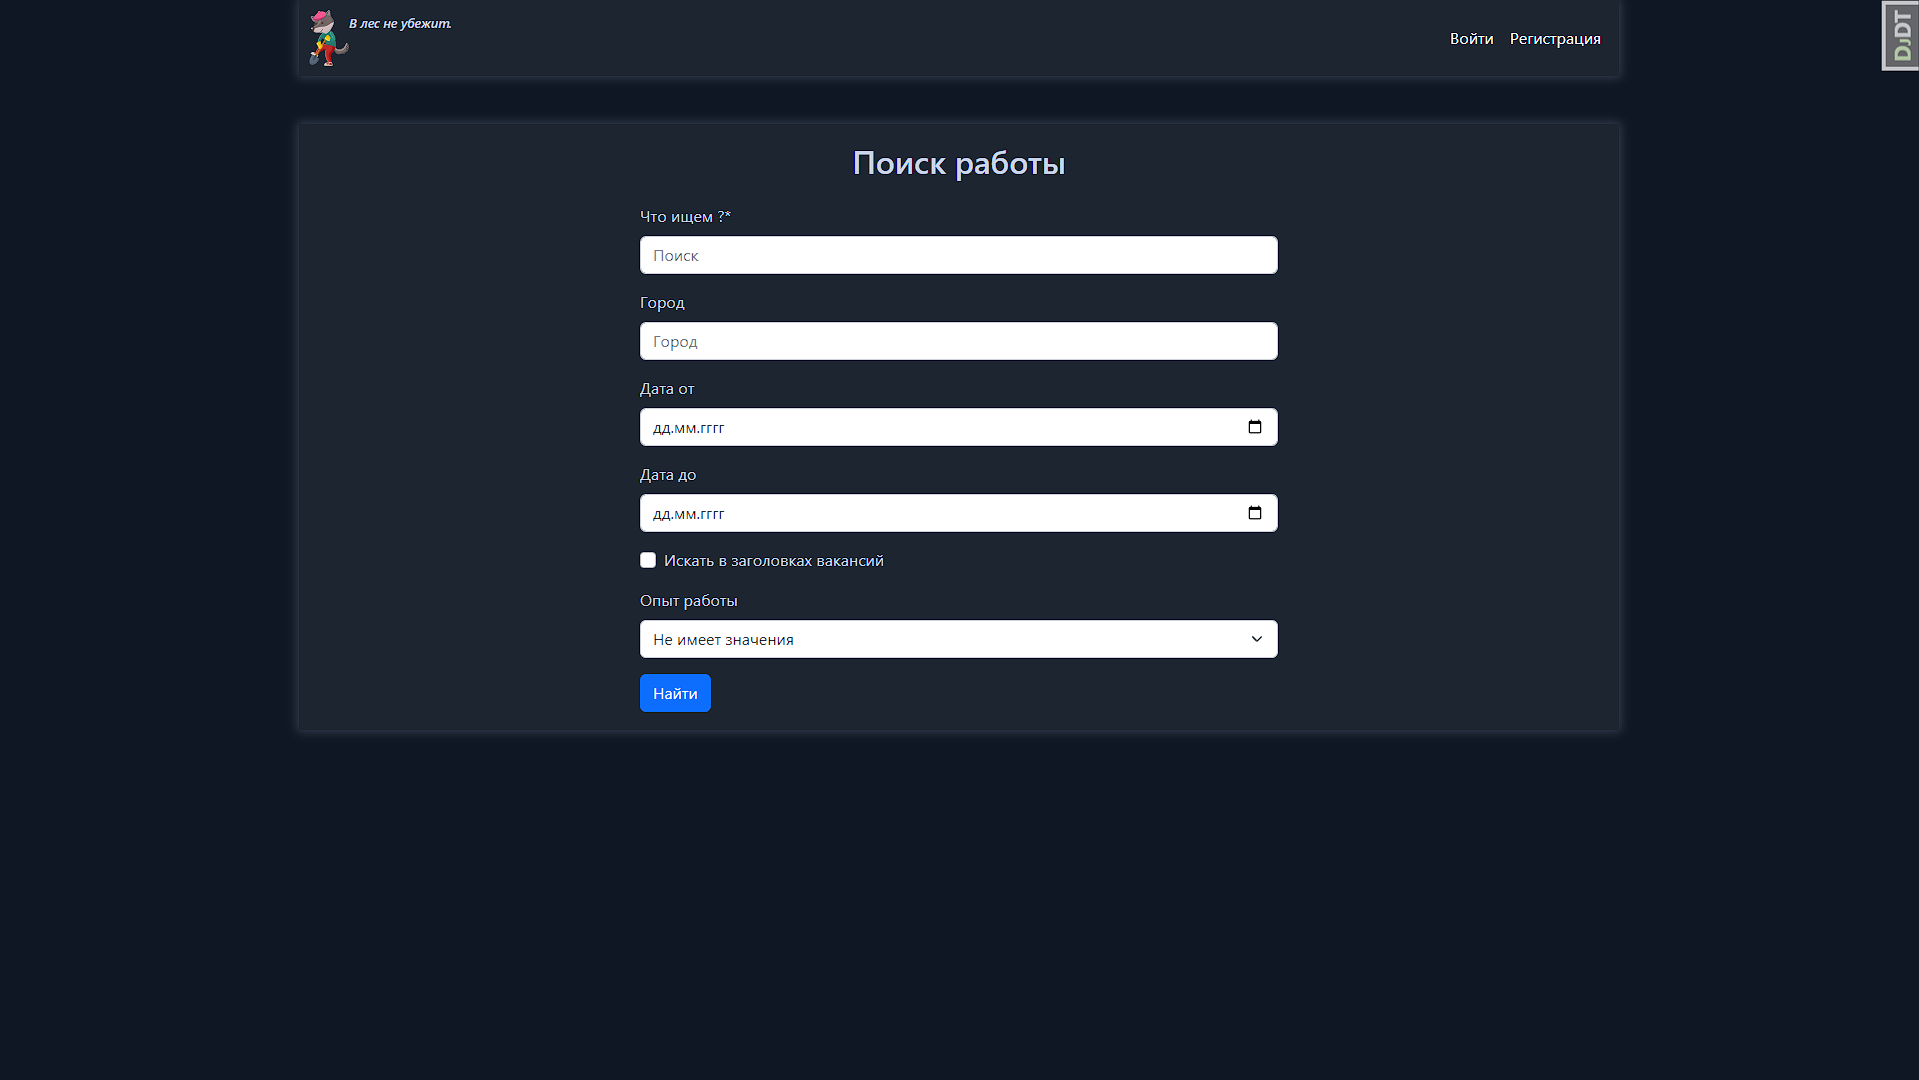 В лес не убежит.
Войти
Регистрация
DJDT
Поиск работы
Что ищем ?*
Поиск
Город
Город
Дата от
дд.мм.гггг
Дата до
дд.мм.гггг
Искать в заголовках вакансий
Опыт работы
Не имеет значения
Найти